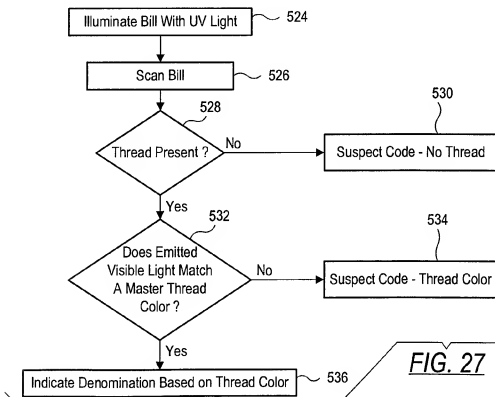 Illuminate Bill With UV Light
524
Scan Bill
526
528
530
Thread Present ?
No
Suspect Code - No Thread
Yes
532
534
Does Emitted
Visible Light Match
A Master Thread
Color ?
No
Suspect Code - Thread Color
Yes
FIG. 27
Indicate Denomination Based on Thread Color
536